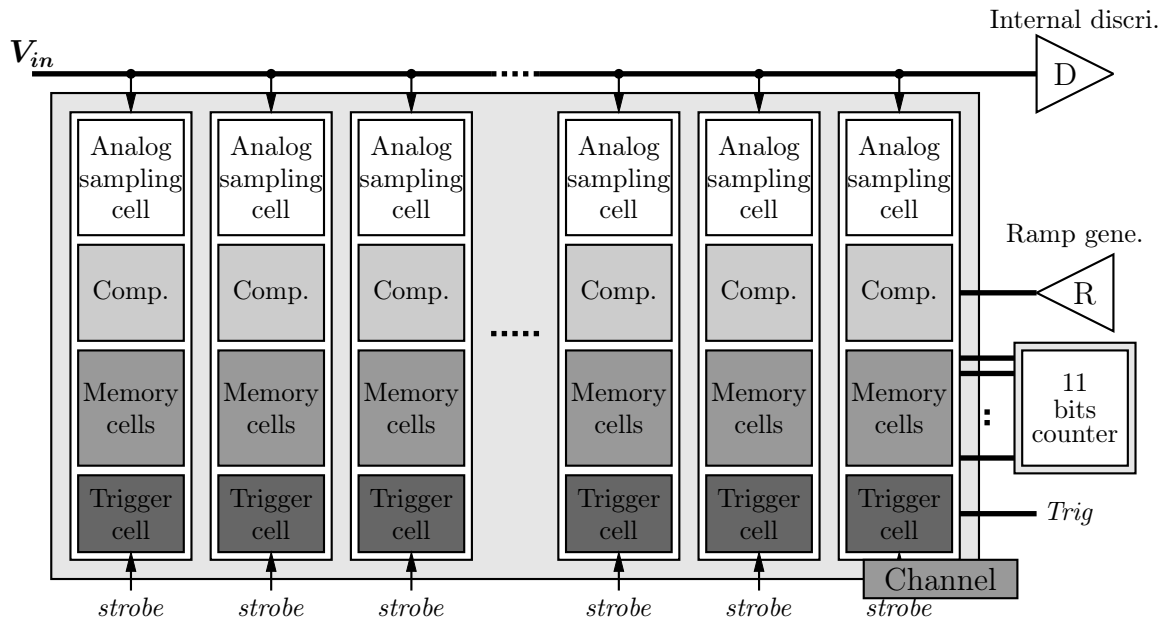 Internal discri.
V_in
D
Analog
sampling
cell
Analog
sampling
cell
Analog
sampling
cell
Analog
sampling
cell
Analog
sampling
cell
Analog
sampling
cell
Ramp gene.
Comp.
Comp.
Comp.
Comp.
Comp.
Comp.
R
Memory
cells
Memory
cells
Memory
cells
Memory
cells
Memory
cells
Memory
cells
11
bits
counter
Trigger
cell
Trigger
cell
Trigger
cell
Trigger
cell
Trigger
cell
Trigger
cell
Trig
Channel
strobe
strobe
strobe
strobe
strobe
strobe